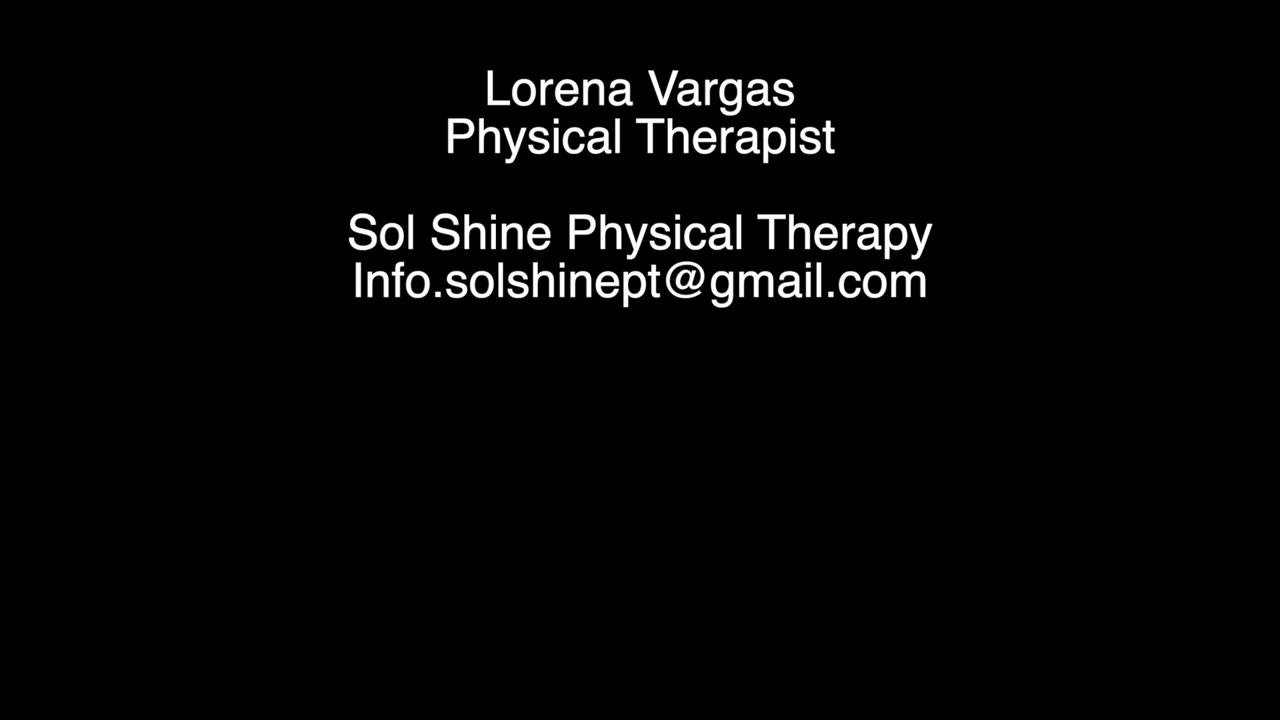 Lorena Vargas
Physical Therapist
Sol Shine Physical Therapy
Info.solshinept@gmail.com